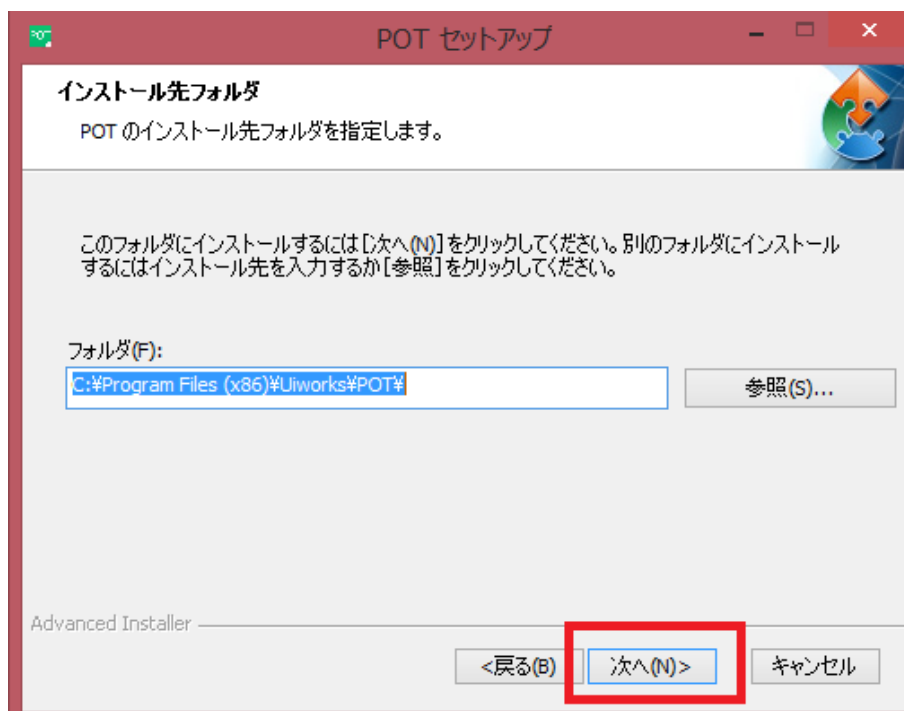 POT
POT セットアップ
インストール先フォルダ
POT のインストール先フォルダを指定します。
このフォルダにインストールするには[次へ(N)]をクリックしてください。別のフォルダにインストール
するにはインストール先を入力するか[参照]をクリックしてください。
フォルダ(F):
C:¥Program Files (x86)¥Uiworks¥POT¥
参照(S)...
Advanced Installer
<戻る(B)
次へ(N)>
キャンセル